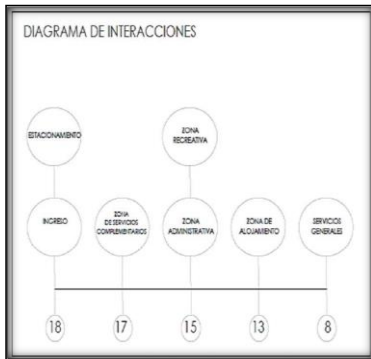 DIAGRAMA DE INTERACCIONES
ESTACIONAMIENTO
ZONA
RECREATIVA
INGRESO
ZONA
DE SERVICIOS
COMPLEMENTARIOS
ZONA
ADMINISTRATIVA
ZONA DE
ALOJAMIENTO
SERVICIOS
GENERALES
18
17
15
13
8